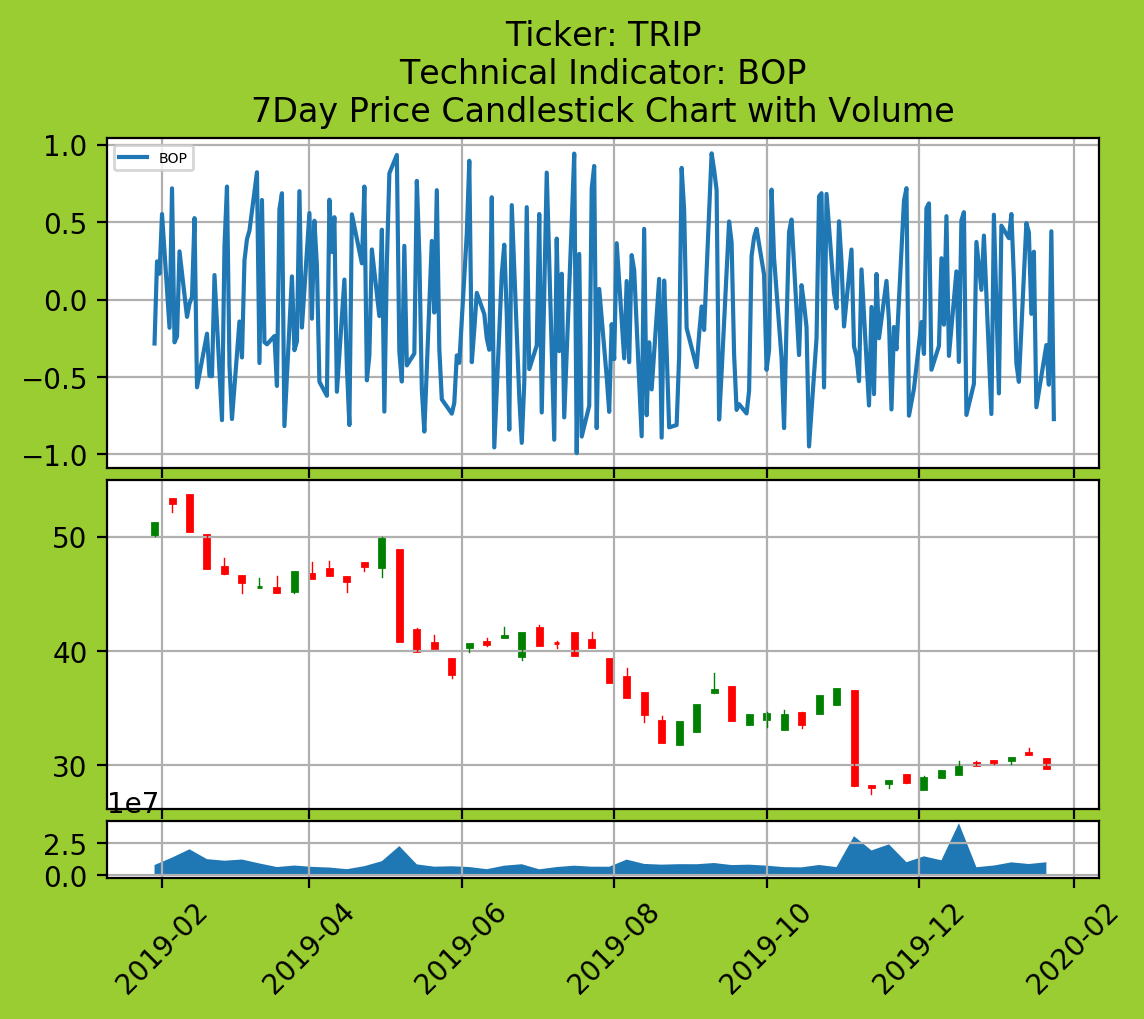 Ticker: TRIP
Technical Indicator: BOP
7Day Price Candlestick Chart with Volume
1.0
BOP
0.5
0.0
−0.5
−1.0
50
40
30
1e7
2.5
0.0
2019-02 2019-04 2019-06 2019-08 2019-10 2019-12 2020-02